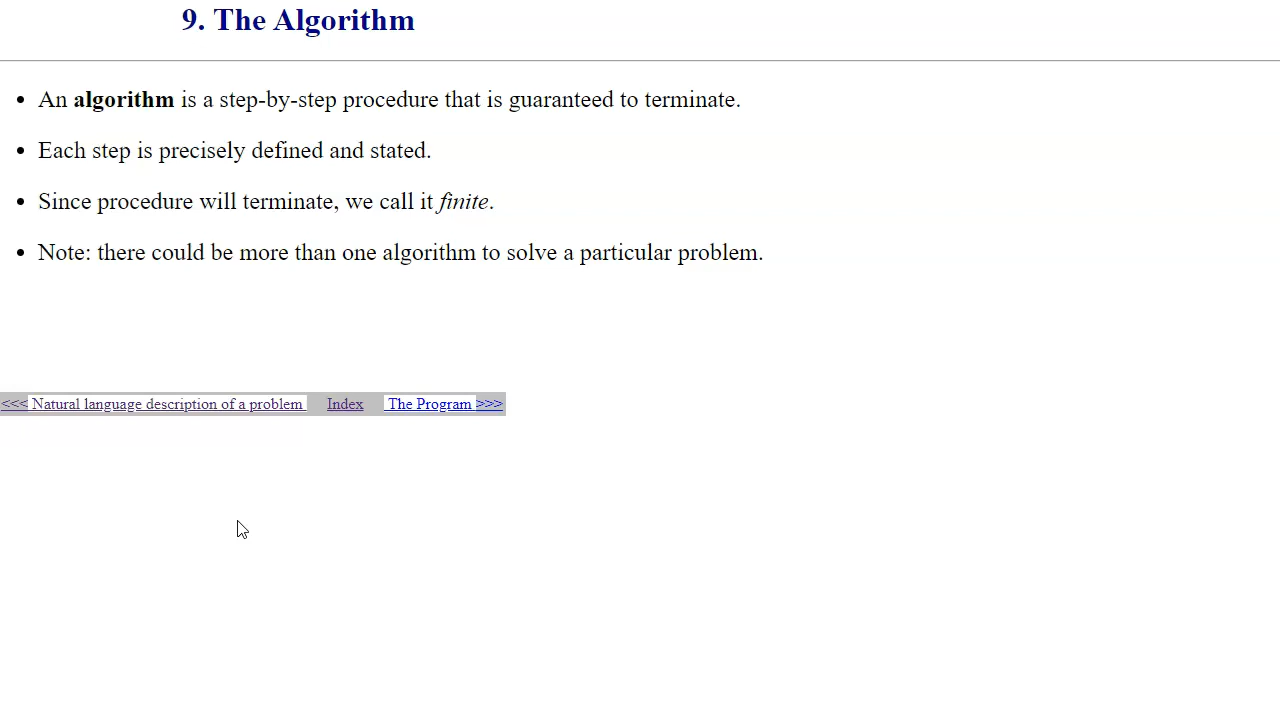 9. The Algorithm
• An algorithm is a step-by-step procedure that is guaranteed to terminate.
• Each step is precisely defined and stated.
• Since procedure will terminate, we call it finite.
• Note: there could be more than one algorithm to solve a particular problem.
<<< Natural language description of a problem Index The Program >>>